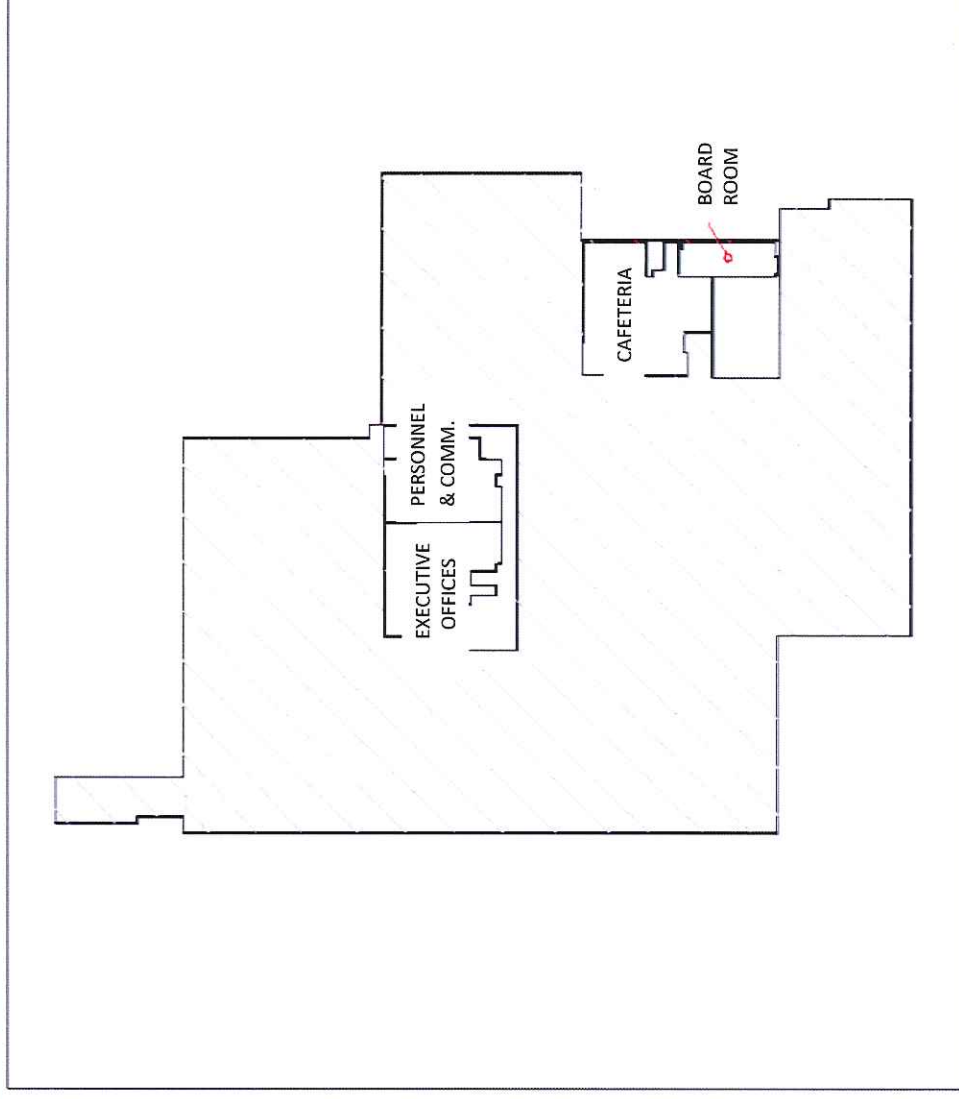 EXECUTIVE
OFFICES
PERSONNEL
& COMM.
CAFETERIA
BOARD
ROOM